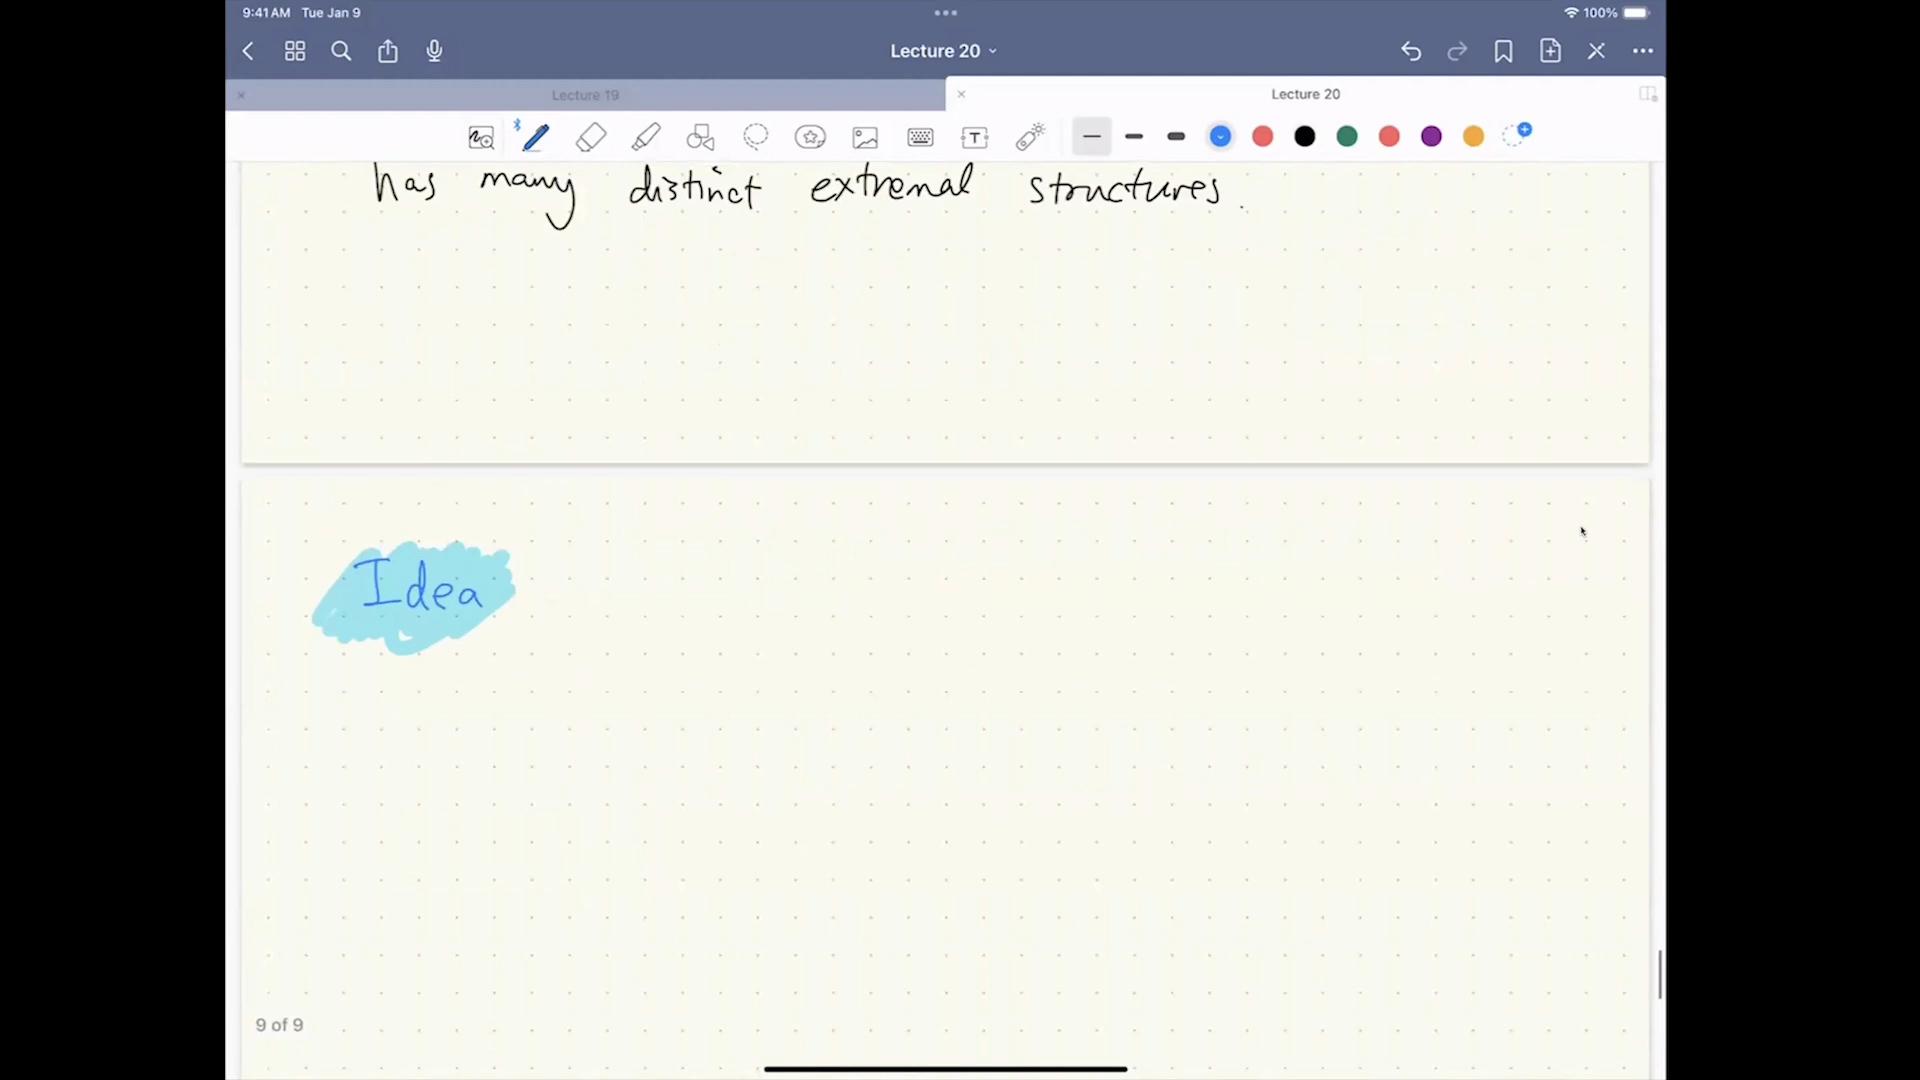 9:41 AM Tue Jan 9
100%
Lecture 20
Lecture 19
Lecture 20
has many distinct extremal structures.
Idea
9 of 9